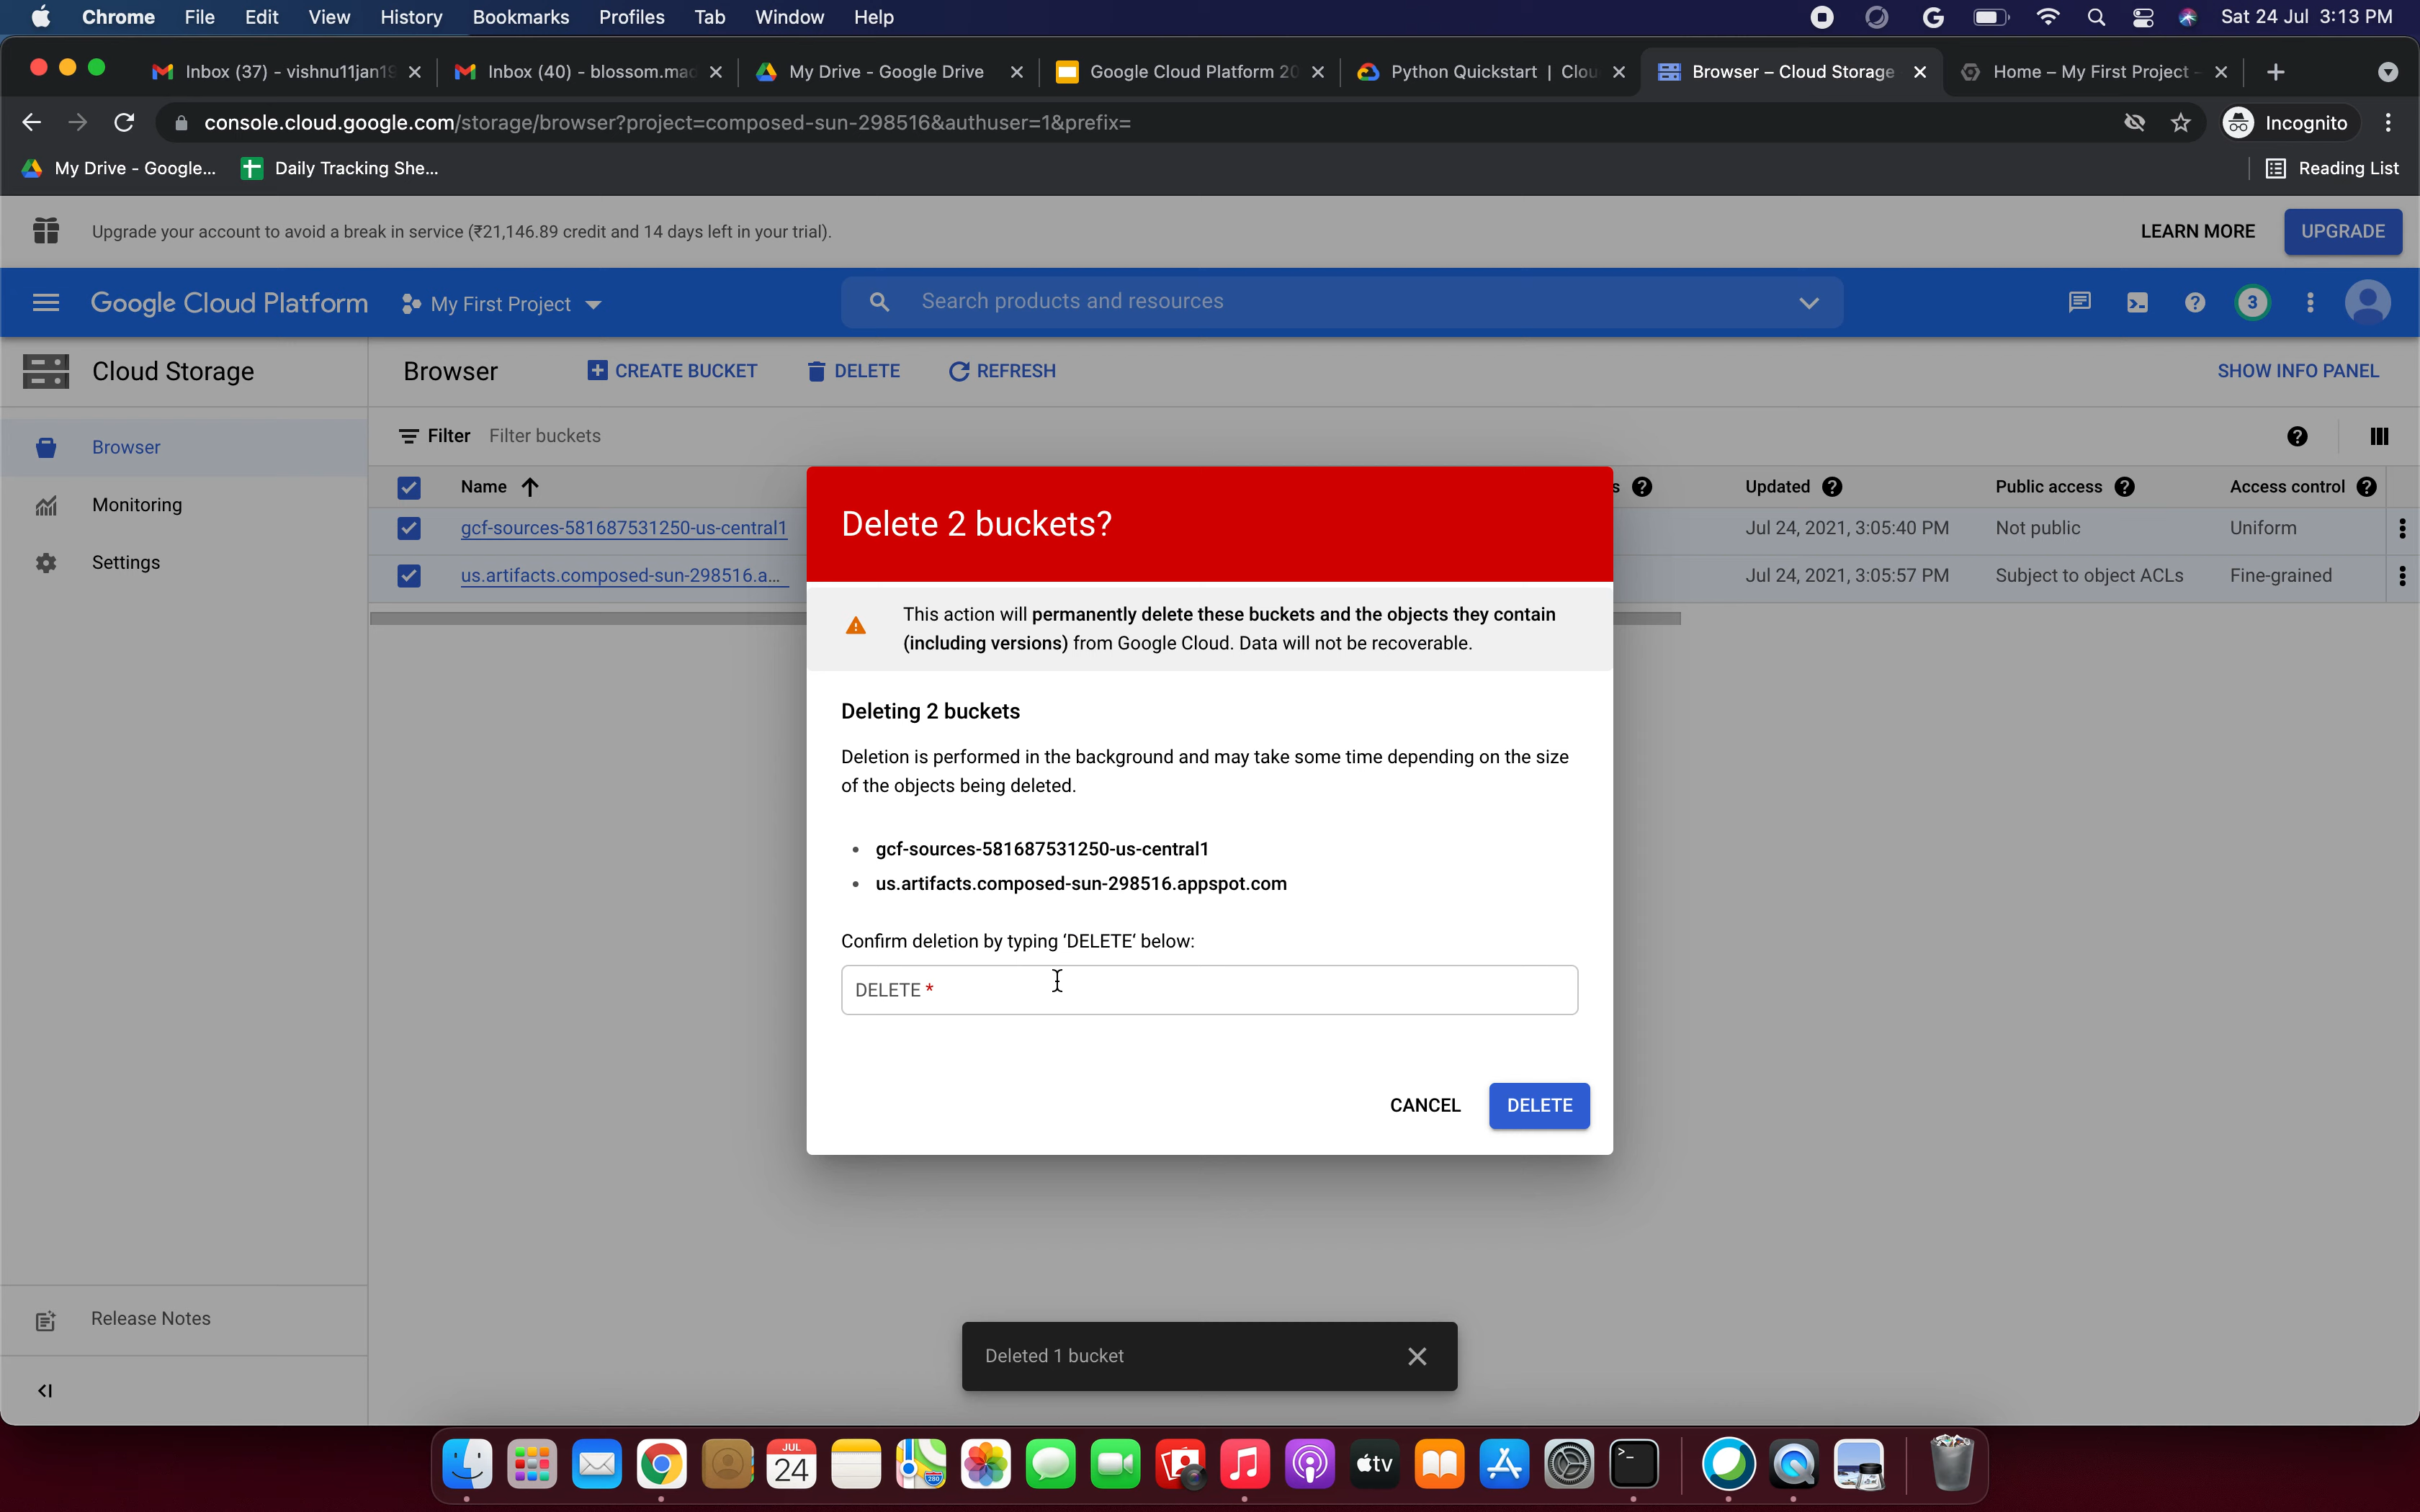 Chrome File Edit View History Bookmarks Profiles Tab Window Help Sat 24 Jul 3:13 PM
Inbox (37) - vishnu11jan19 Inbox (40) - blossom.mad My Drive - Google Drive Google Cloud Platform 20 Python Quickstart | Clou Browser – Cloud Storage Home – My First Project -
console.cloud.google.com/storage/browser?project=composed-sun-298516&authuser=1&prefix= Incognito
My Drive - Google... Daily Tracking She... Reading List
Upgrade your account to avoid a break in service (₹21,146.89 credit and 14 days left in your trial). LEARN MORE UPGRADE
Google Cloud Platform My First Project Search products and resources 3
Cloud Storage Browser CREATE BUCKET DELETE REFRESH SHOW INFO PANEL
Browser Filter Filter buckets
Name s Updated Public access Access control
Monitoring
gcf-sources-581687531250-us-central1 Jul 24, 2021, 3:05:40 PM Not public Uniform
Settings
us.artifacts.composed-sun-298516.a... Jul 24, 2021, 3:05:57 PM Subject to object ACLs Fine-grained
Delete 2 buckets?
This action will permanently delete these buckets and the objects they contain
(including versions) from Google Cloud. Data will not be recoverable.
Deleting 2 buckets
Deletion is performed in the background and may take some time depending on the size
of the objects being deleted.
• gcf-sources-581687531250-us-central1
• us.artifacts.composed-sun-298516.appspot.com
Confirm deletion by typing ‘DELETE‘ below:
DELETE *
CANCEL DELETE
Release Notes
Deleted 1 bucket
JUL
24
280
tv
>_